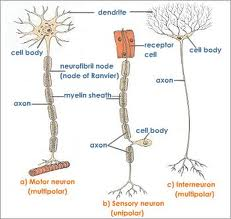 dendrite
cell body
receptor
cell
cell body
neurofibril node
(node of Ranvier)
axon
myelin sheath
axon
cell
body
axon
a) Motor neuron
(multipolar)
b) Sensory neuron
(unipolar)
c) Interneuron
(multipolar)